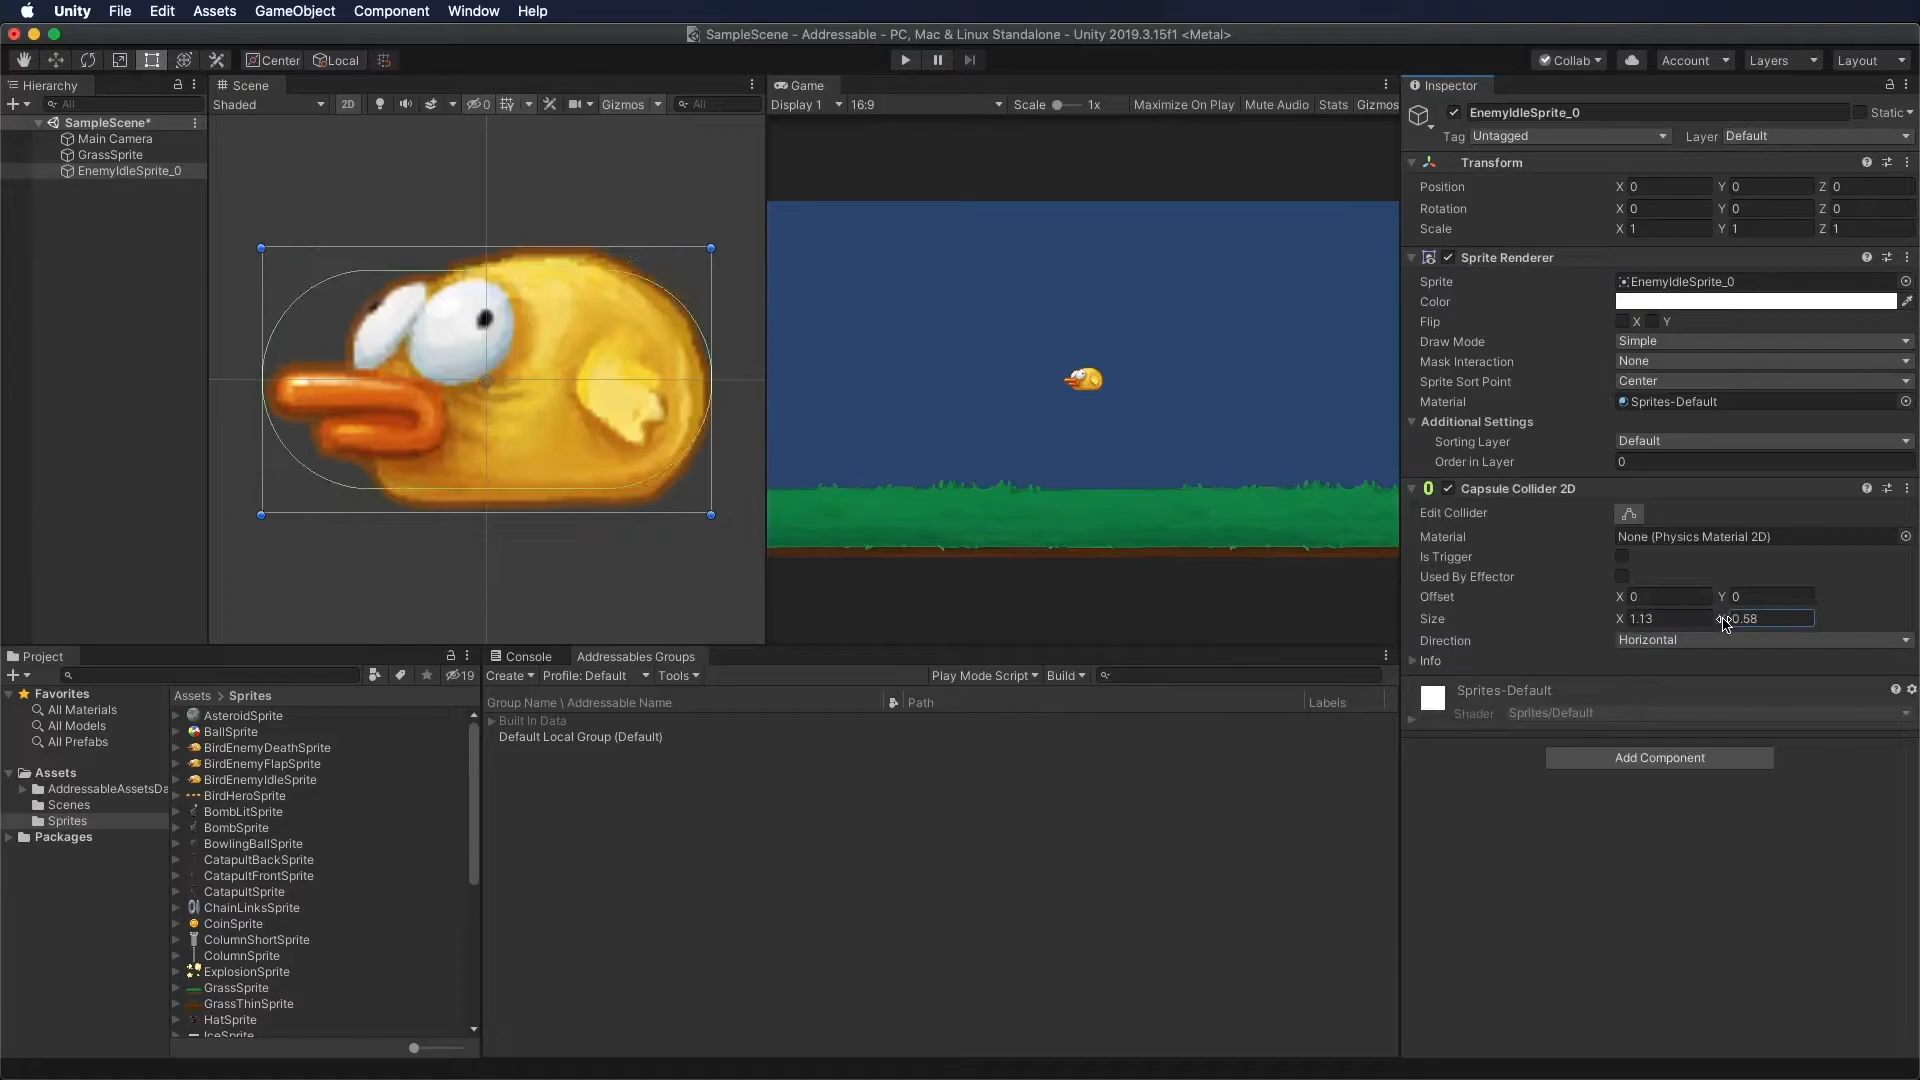 Unity File Edit Assets GameObject Component Window Help
SampleScene - Addressable - PC, Mac & Linux Standalone - Unity 2019.3.15f1 <Metal>
Center Local
Collab Account Layers Layout
Hierarchy
All
SampleScene*
Main Camera
GrassSprite
EnemyIdleSprite_0
Scene
Shaded 2D 0 Gizmos All
Game
Display 1 16:9 Scale 1x Maximize On Play Mute Audio Stats Gizmos
Inspector
EnemyIdleSprite_0 Static
Tag Untagged Layer Default
Transform
Position X 0 Y 0 Z 0
Rotation X 0 Y 0 Z 0
Scale X 1 Y 1 Z 1
Sprite Renderer
Sprite EnemyIdleSprite_0
Color
Flip X Y
Draw Mode Simple
Mask Interaction None
Sprite Sort Point Center
Material Sprites-Default
Additional Settings
Sorting Layer Default
Order in Layer 0
Capsule Collider 2D
Edit Collider
Material None (Physics Material 2D)
Is Trigger
Used By Effector
Offset X 0 Y 0
Size X 1.13 0.58
Direction Horizontal
Info
Sprites-Default
Shader Sprites/Default
Add Component
Project
19
Favorites
All Materials
All Models
All Prefabs
Assets
AddressableAssetsDa
Scenes
Sprites
Packages
Assets > Sprites
AsteroidSprite
BallSprite
BirdEnemyDeathSprite
BirdEnemyFlapSprite
BirdEnemyIdleSprite
BirdHeroSprite
BombLitSprite
BombSprite
BowlingBallSprite
CatapultBackSprite
CatapultFrontSprite
CatapultSprite
ChainLinksSprite
CoinSprite
ColumnShortSprite
ColumnSprite
ExplosionSprite
GrassSprite
GrassThinSprite
HatSprite
IceSprite
Console Addressables Groups
Create Profile: Default Tools Play Mode Script Build
Group Name \ Addressable Name Path Labels
Built In Data
Default Local Group (Default)